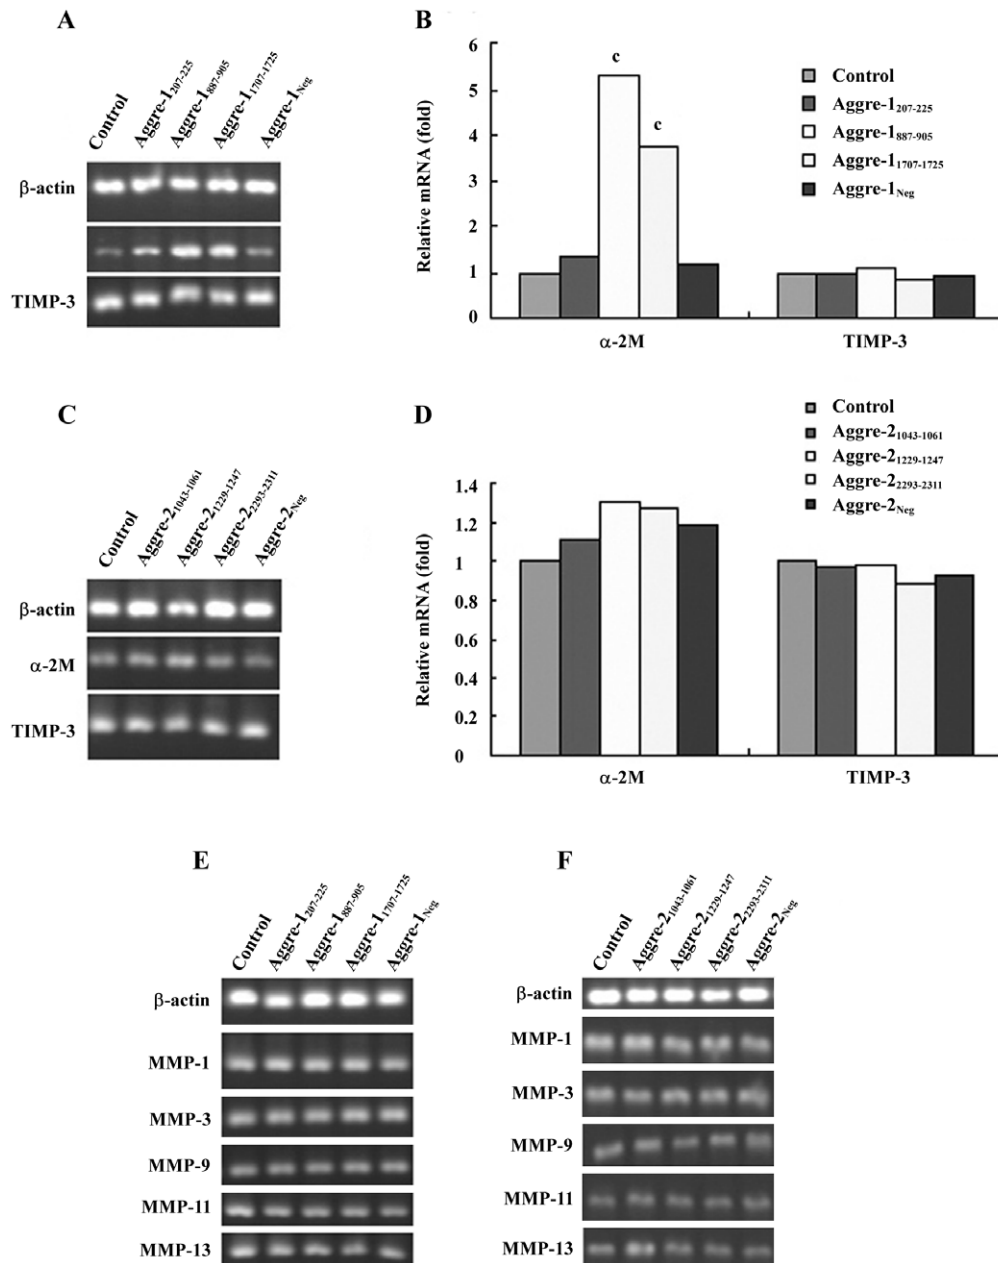 A
Control
Aggre-1207-225
Aggre-1887-905
Aggre-11707-1725
Aggre-1Neg
β-actin
TIMP-3
B
Relative mRNA (fold)
6
5
4
3
2
1
0
c
c
α-2M
TIMP-3
Control
Aggre-1207-225
Aggre-1887-905
Aggre-11707-1725
Aggre-1Neg
C
Control
Aggre-21043-1061
Aggre-21229-1247
Aggre-22293-2311
Aggre-2Neg
β-actin
α-2M
TIMP-3
D
Control
Aggre-21043-1061
Aggre-21229-1247
Aggre-22293-2311
Aggre-2Neg
Relative mRNA (fold)
1.4
1.2
1
0.8
0.6
0.4
0.2
0
α-2M
TIMP-3
E
Control
Aggre-1207-225
Aggre-1887-905
Aggre-11707-1725
Aggre-1Neg
β-actin
MMP-1
MMP-3
MMP-9
MMP-11
MMP-13
F
Control
Aggre-21043-1061
Aggre-21229-1247
Aggre-22293-2311
Aggre-2Neg
β-actin
MMP-1
MMP-3
MMP-9
MMP-11
MMP-13